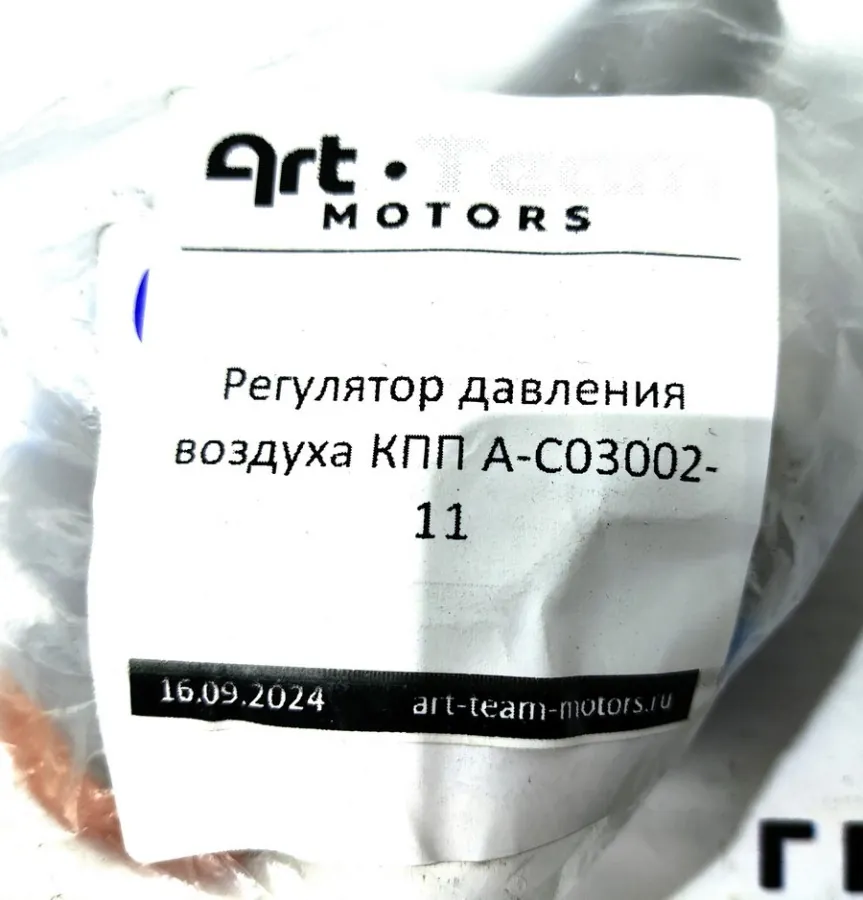 art • Team
MOTORS
Регулятор давления
воздуха КПП А-С03002-
11
16.09.2024 art-team-motors.ru